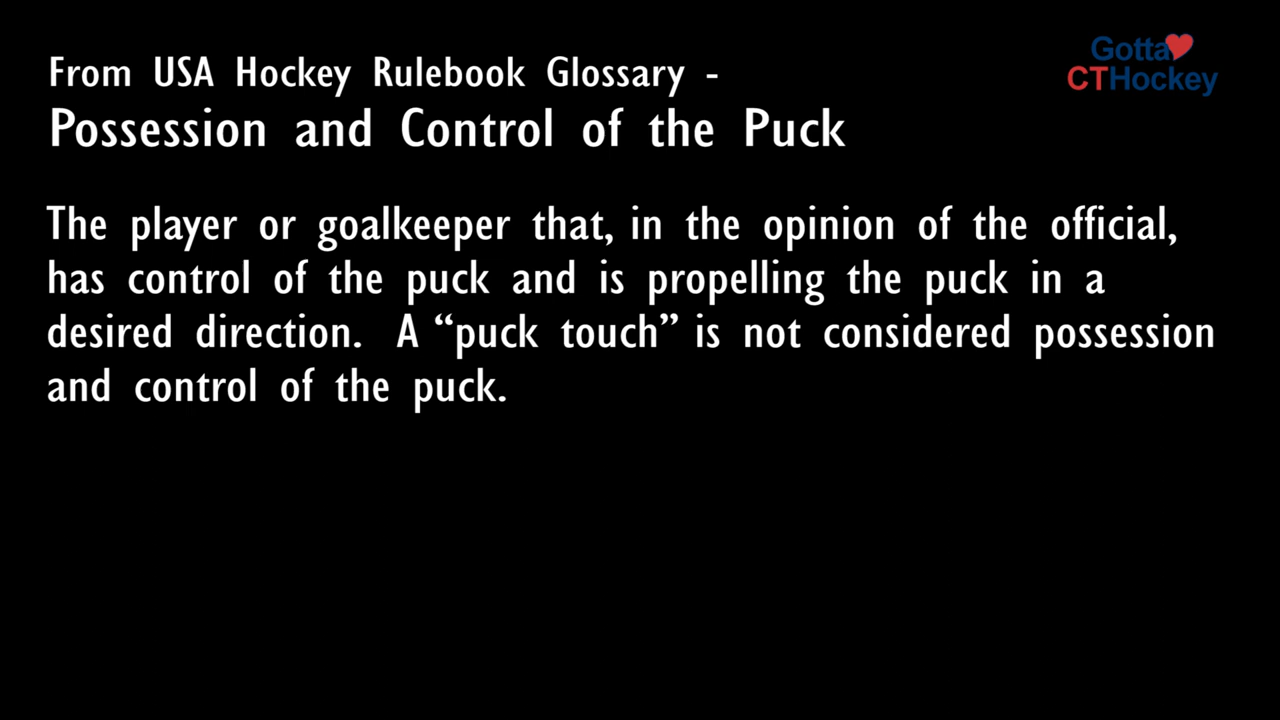 From USA Hockey Rulebook Glossary -
Possession and Control of the Puck
Gotta
CTHockey
The player or goalkeeper that, in the opinion of the official,
has control of the puck and is propelling the puck in a
desired direction. A “puck touch” is not considered possession
and control of the puck.